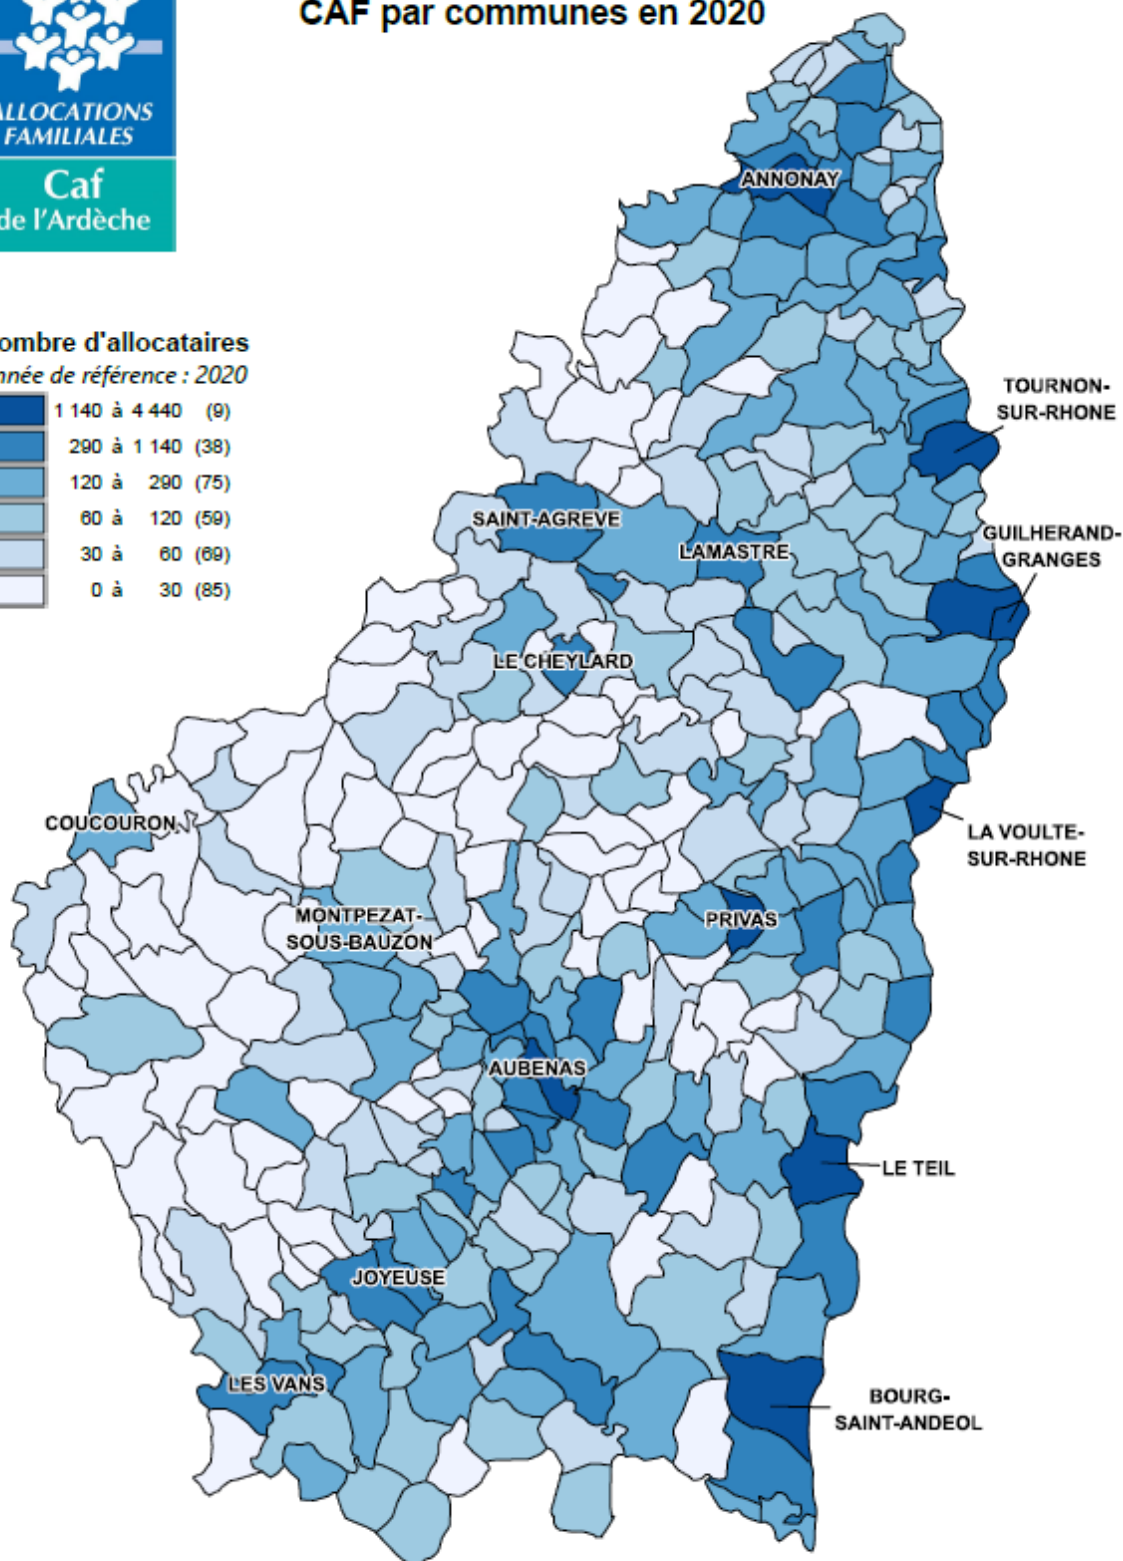 CAF par communes en 2020
ALLOCATIONS
FAMILIALES
Caf
de l'Ardèche
ombre d'allocataires
nnée de référence : 2020
1 140 à 4 440 (9)
290 à 1 140 (38)
120 à 290 (75)
60 à 120 (59)
30 à 60 (69)
0 à 30 (85)
ANNONAY
TOURNON-
SUR-RHONE
SAINT-AGREVE
GUILHERAND-
GRANGES
LAMASTRE
LE CHEYLARD
COUCOURON
LA VOULTE-
SUR-RHONE
MONTPEZAT-
SOUS-BAUZON
PRIVAS
AUBENAS
LE TEIL
JOYEUSE
LES VANS
BOURG-
SAINT-ANDEOL